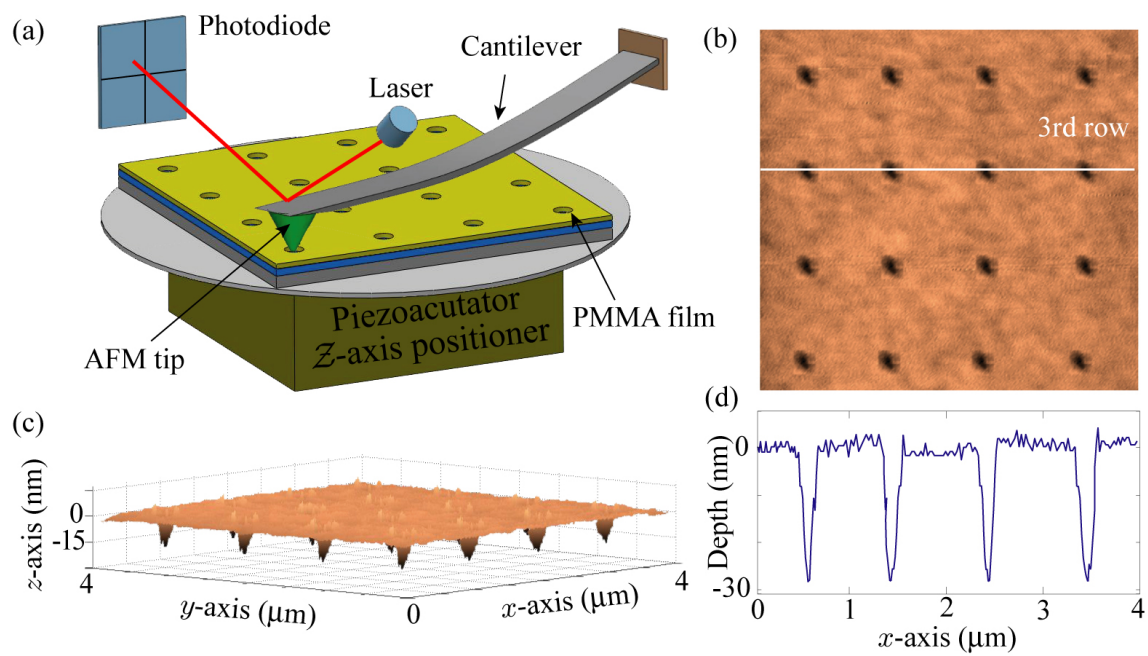 (a)
Photodiode
Cantilever
Laser
AFM tip
PMMA film
Piezoacutator
Z-axis positioner
(b)
3rd row
(c)
z-axis (nm)
0
-15
4
y-axis (μm)
0
x-axis (μm)
4
(d)
Depth (nm)
0
-30
0
1
2
3
4
x-axis (μm)